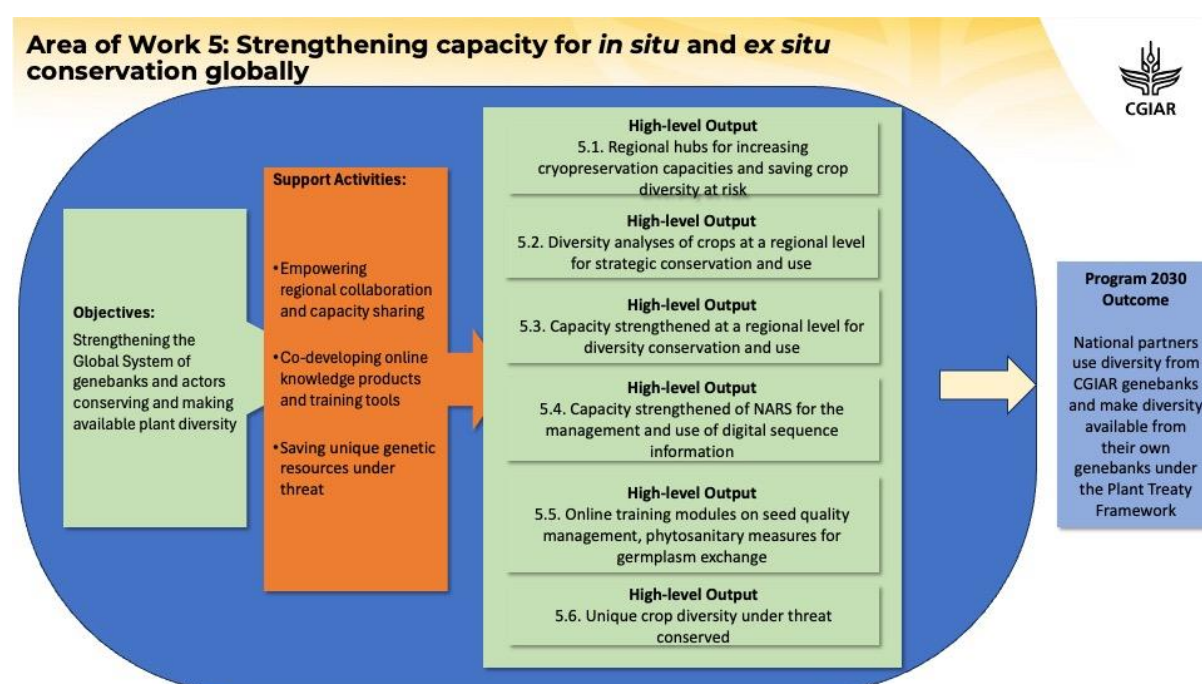 Area of Work 5: Strengthening capacity for in situ and ex situ
conservation globally
CGIAR
Objectives:
Strengthening the
Global System of
genebanks and actors
conserving and making
available plant diversity
Support Activities:
•Empowering
regional collaboration
and capacity sharing
•Co-developing online
knowledge products
and training tools
•Saving unique genetic
resources under
threat
High-level Output
5.1. Regional hubs for increasing
cryopreservation capacities and saving crop
diversity at risk
High-level Output
5.2. Diversity analyses of crops at a regional level
for strategic conservation and use
High-level Output
5.3. Capacity strengthened at a regional level for
diversity conservation and use
High-level Output
5.4. Capacity strengthened of NARS for the
management and use of digital sequence
information
High-level Output
5.5. Online training modules on seed quality
management, phytosanitary measures for
germplasm exchange
High-level Output
5.6. Unique crop diversity under threat
conserved
Program 2030
Outcome
National partners
use diversity from
CGIAR genebanks
and make diversity
available from
their own
genebanks under
the Plant Treaty
Framework